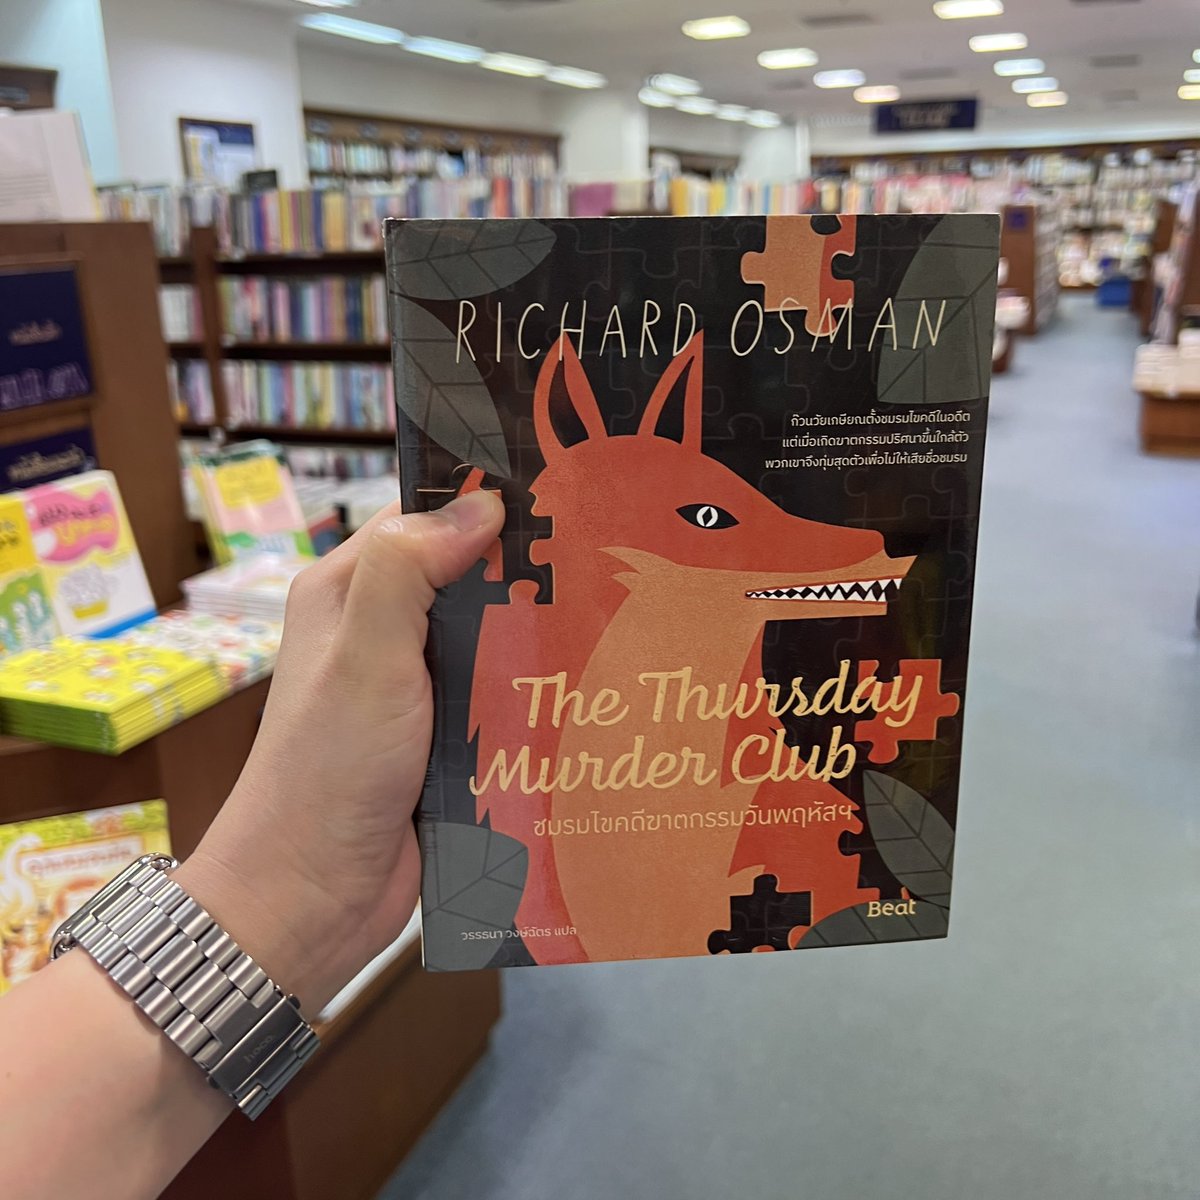 RICHARD OSMAN
ก๊วนวัยเกษียณตั้งชมรมไขคดีในอดีต
แต่เมื่อเกิดฆาตกรรมปริศนาขึ้นใกล้ตัว
พวกเขาจึงทุ่มสุดตัวเพื่อไม่ให้เสียชื่อชมรม
The Thursday
Murder Club
ชมรมไขคดีฆาตกรรมวันพฤหัสฯ
Beat
วรรธนา วงษ์ฉัตร แปล
hoco.